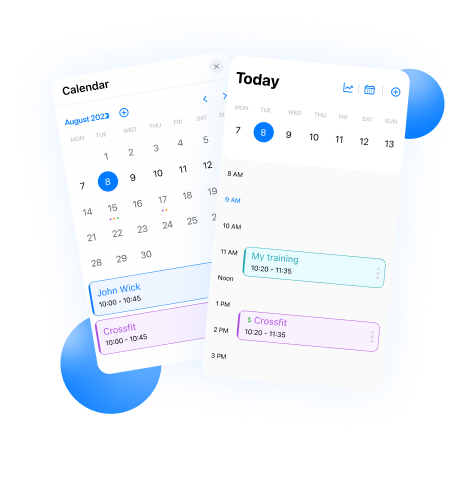 Calendar
August 2022
MON TUE WED THU FRI SAT
1 2 3 4 5
7 8 9 10 11 12
14 15 16 17 18 19
21 22 23 24 25
28 29 30
John Wick
10:00 - 10:45
Crossfit
10:00 - 10:45
Today
MON TUE WED THU FRI SAT SUN
7 8 9 10 11 12 13
8 AM
9 AM
10 AM
11 AM
My training
10:20 - 11:35
Noon
1 PM
$ Crossfit
2 PM
10:20 - 11:35
3 PM